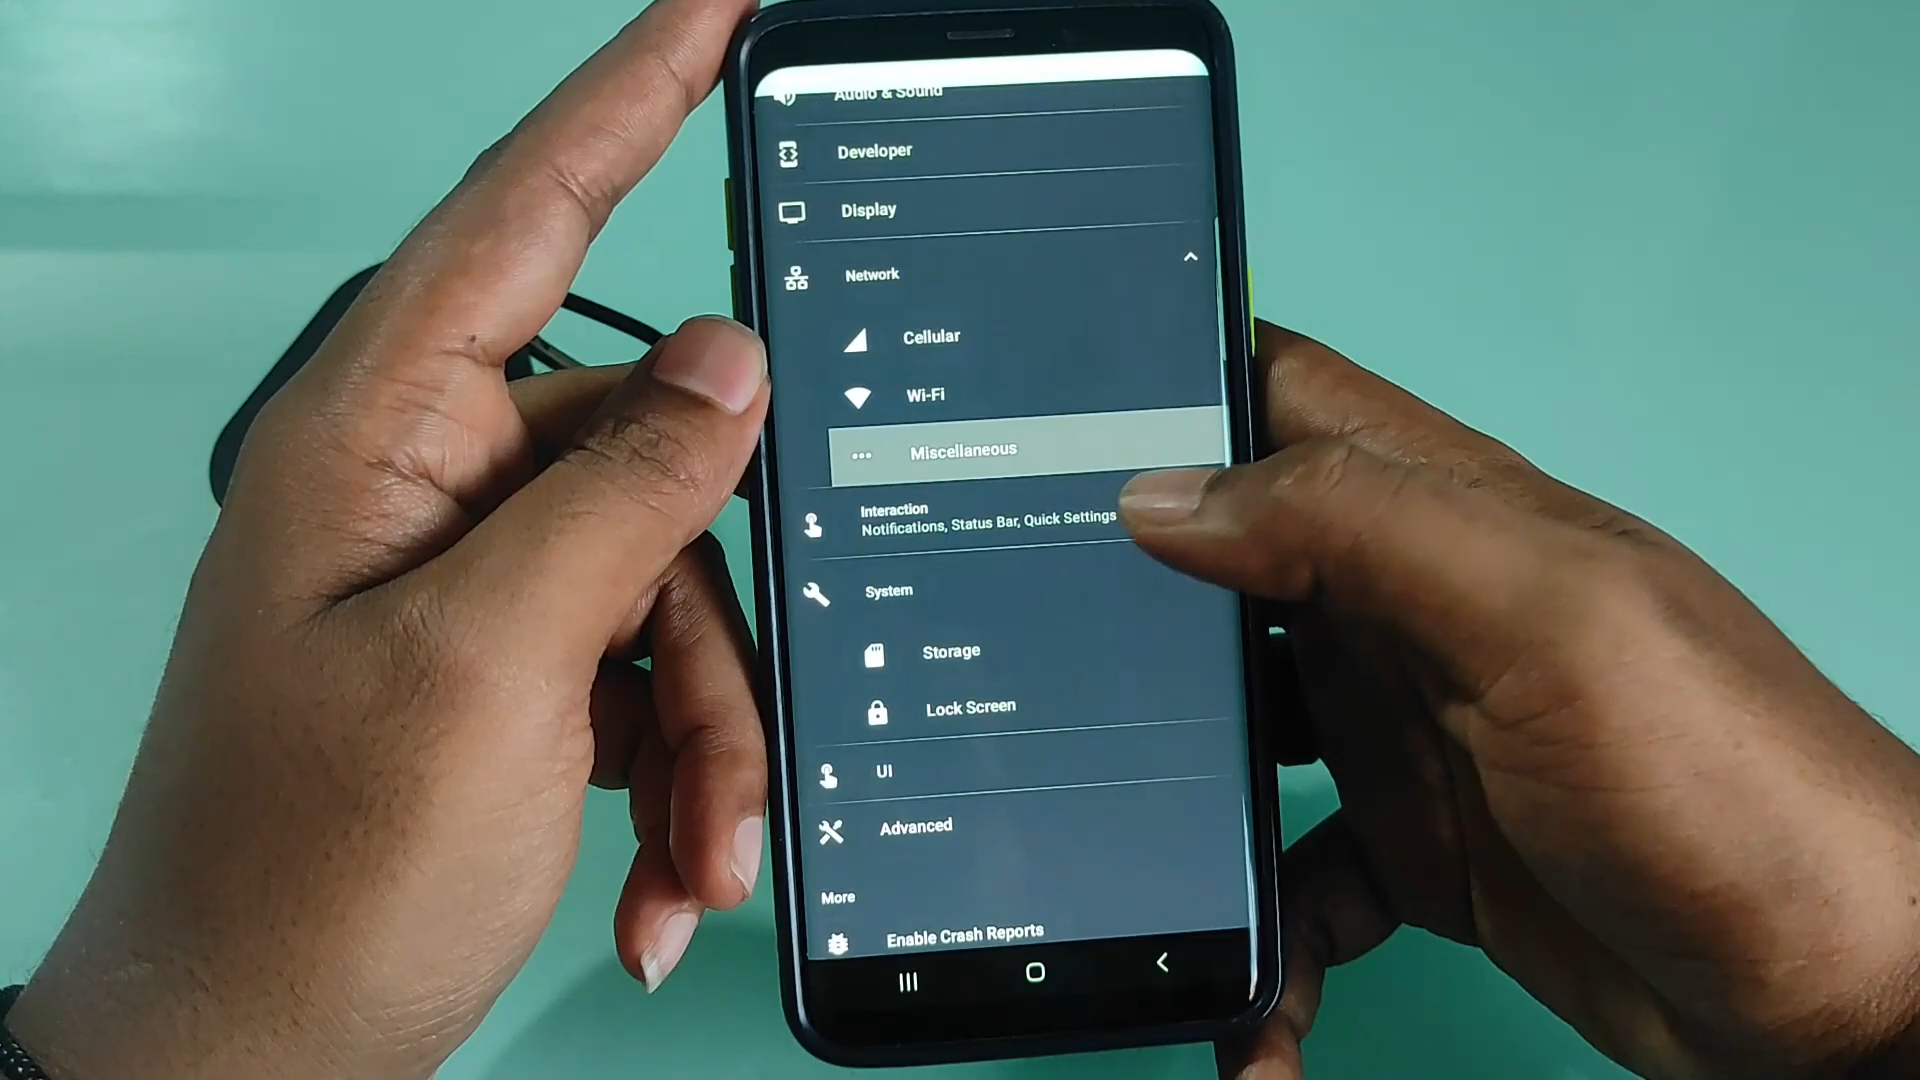 Audio & Sound
Developer
Display
Network
Cellular
Wi-Fi
Miscellaneous
Interaction
Notifications, Status Bar, Quick Settings
System
Storage
Lock Screen
UI
Advanced
More
Enable Crash Reports